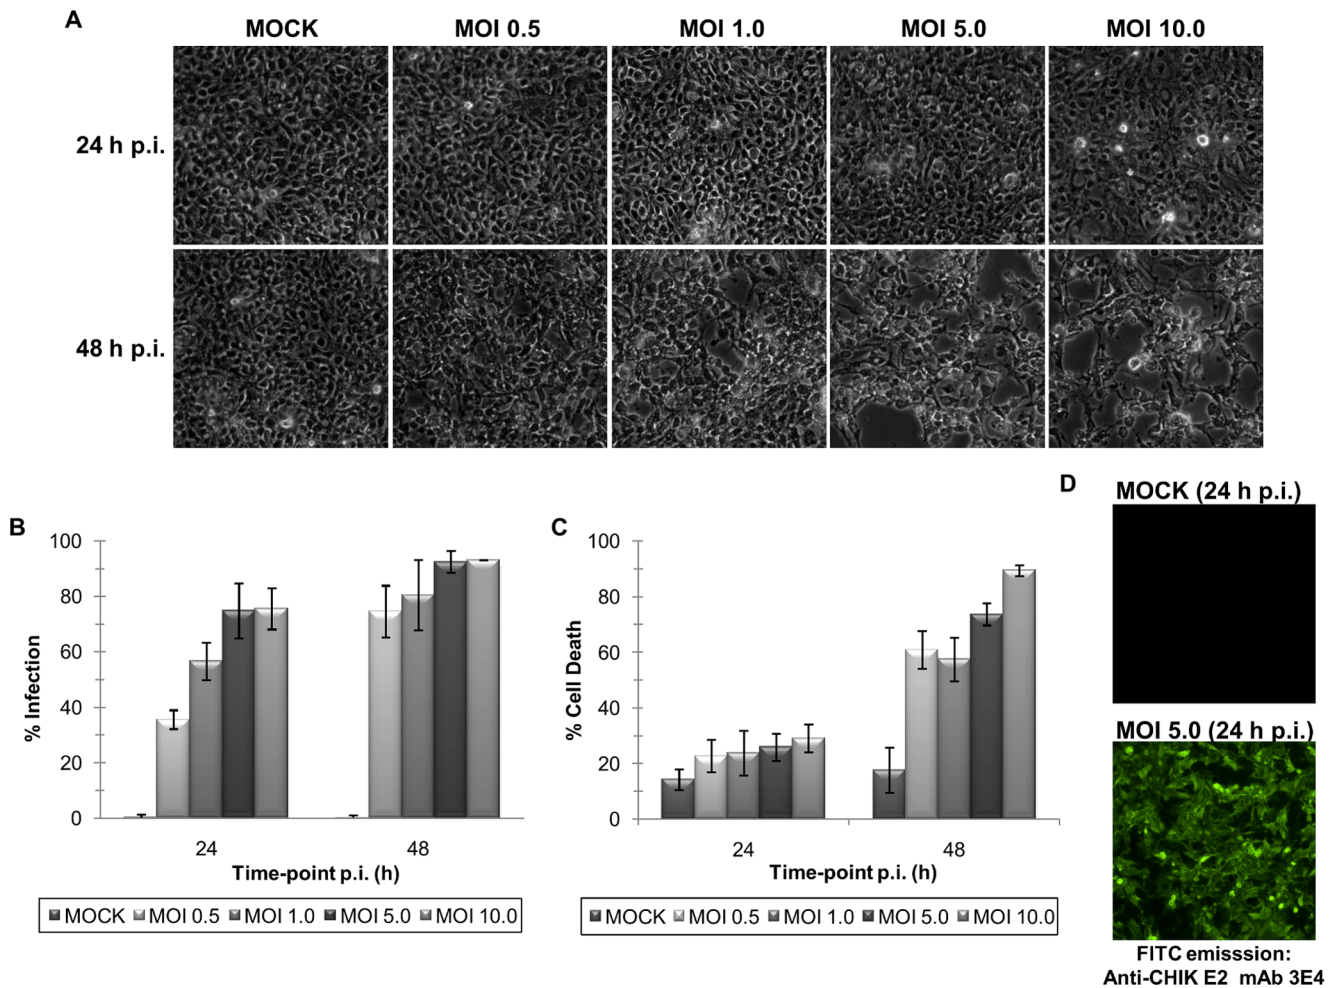 A
MOCK
MOI 0.5
MOI 1.0
MOI 5.0
MOI 10.0
24 h p.i.
48 h p.i.
B
100
80
60
40
20
0
% Infection
24
48
Time-point p.i. (h)
MOCK MOI 0.5 MOI 1.0 MOI 5.0 MOI 10.0
C
100
80
60
40
20
0
% Cell Death
24
48
Time-point p.i. (h)
MOCK MOI 0.5 MOI 1.0 MOI 5.0 MOI 10.0
D
MOCK (24 h p.i.)
MOI 5.0 (24 h p.i.)
FITC emisssion:
Anti-CHIK E2 mAb 3E4